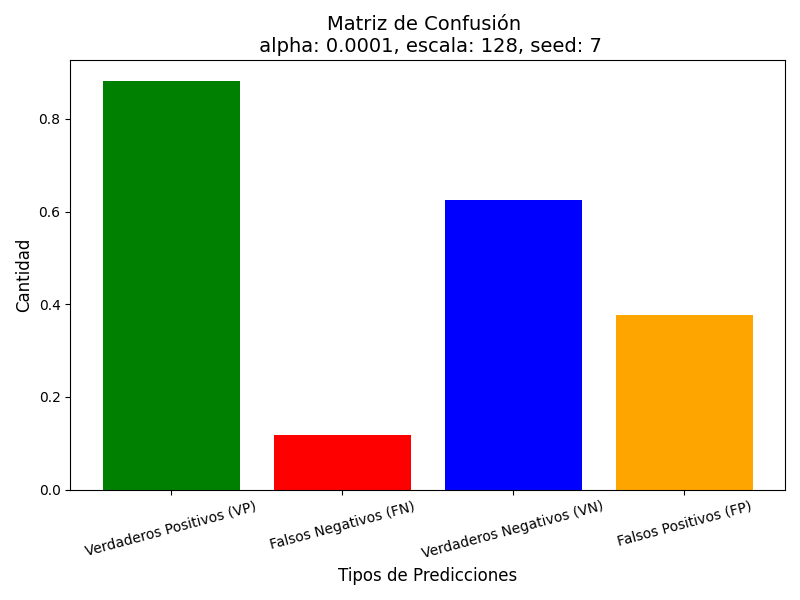 Matriz de Confusión
alpha: 0.0001, escala: 128, seed: 7
Cantidad
0.8
0.6
0.4
0.2
0.0
Verdaderos Positivos (VP)
Falsos Negativos (FN)
Verdaderos Negativos (VN)
Falsos Positivos (FP)
Tipos de Predicciones